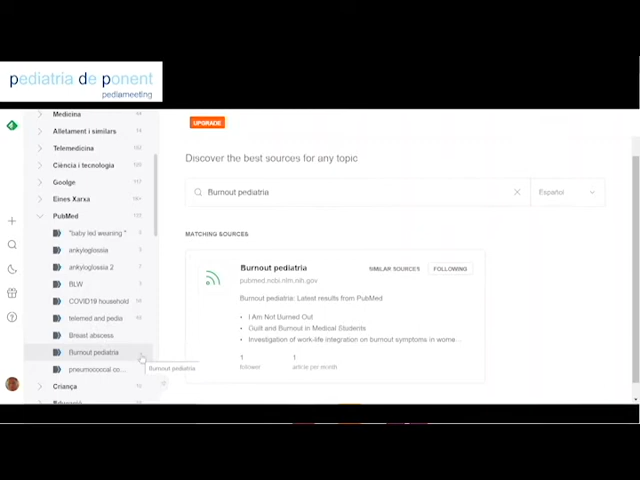 pediatria de ponent
pediameeting
Medicina
Alletament i similars
Telemedicina
Ciència i tecnologia
Goolge
Eines Xarxa
PubMed
"baby led weaning "
ankyloglossia
ankyloglossia 2
BLW
COVID19 household
telemed and pedia
Breast abscess
Burnout pediatria
pneumococcal co...
Criança
UPGRADE
Discover the best sources for any topic
Burnout pediatria
Español
MATCHING SOURCES
Burnout pediatria
SIMILAR SOURCES
FOLLOWING
pubmed.ncbi.nlm.nih.gov
Burnout pediatria: Latest results from PubMed
• I Am Not Burned Out
• Guilt and Burnout in Medical Students
• Investigation of work-life integration on burnout symptoms in wome...
1
follower
1
article per month
Burnout pediatria